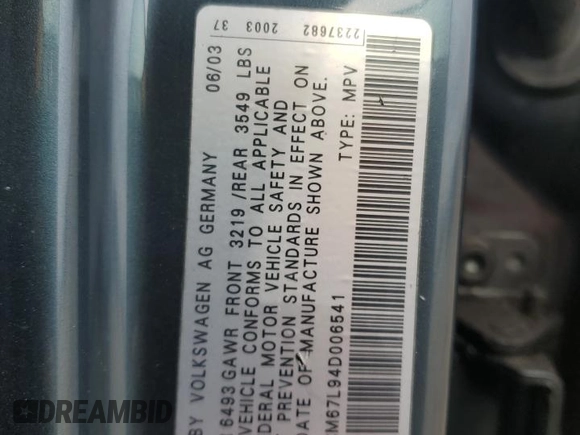 2237682 2003 37
BY VOLKSWAGEN AG GERMANY 06/03
6493 GAWR FRONT 3219 /REAR 3549 LBS
VEHICLE CONFORMS TO ALL APPLICABLE
DERAL MOTOR VEHICLE SAFETY AND
PREVENTION STANDARDS IN EFFECT ON
DATE OF MANUFACTURE SHOWN ABOVE.
M67L94D006541 TYPE: MPV
© DREAMBID